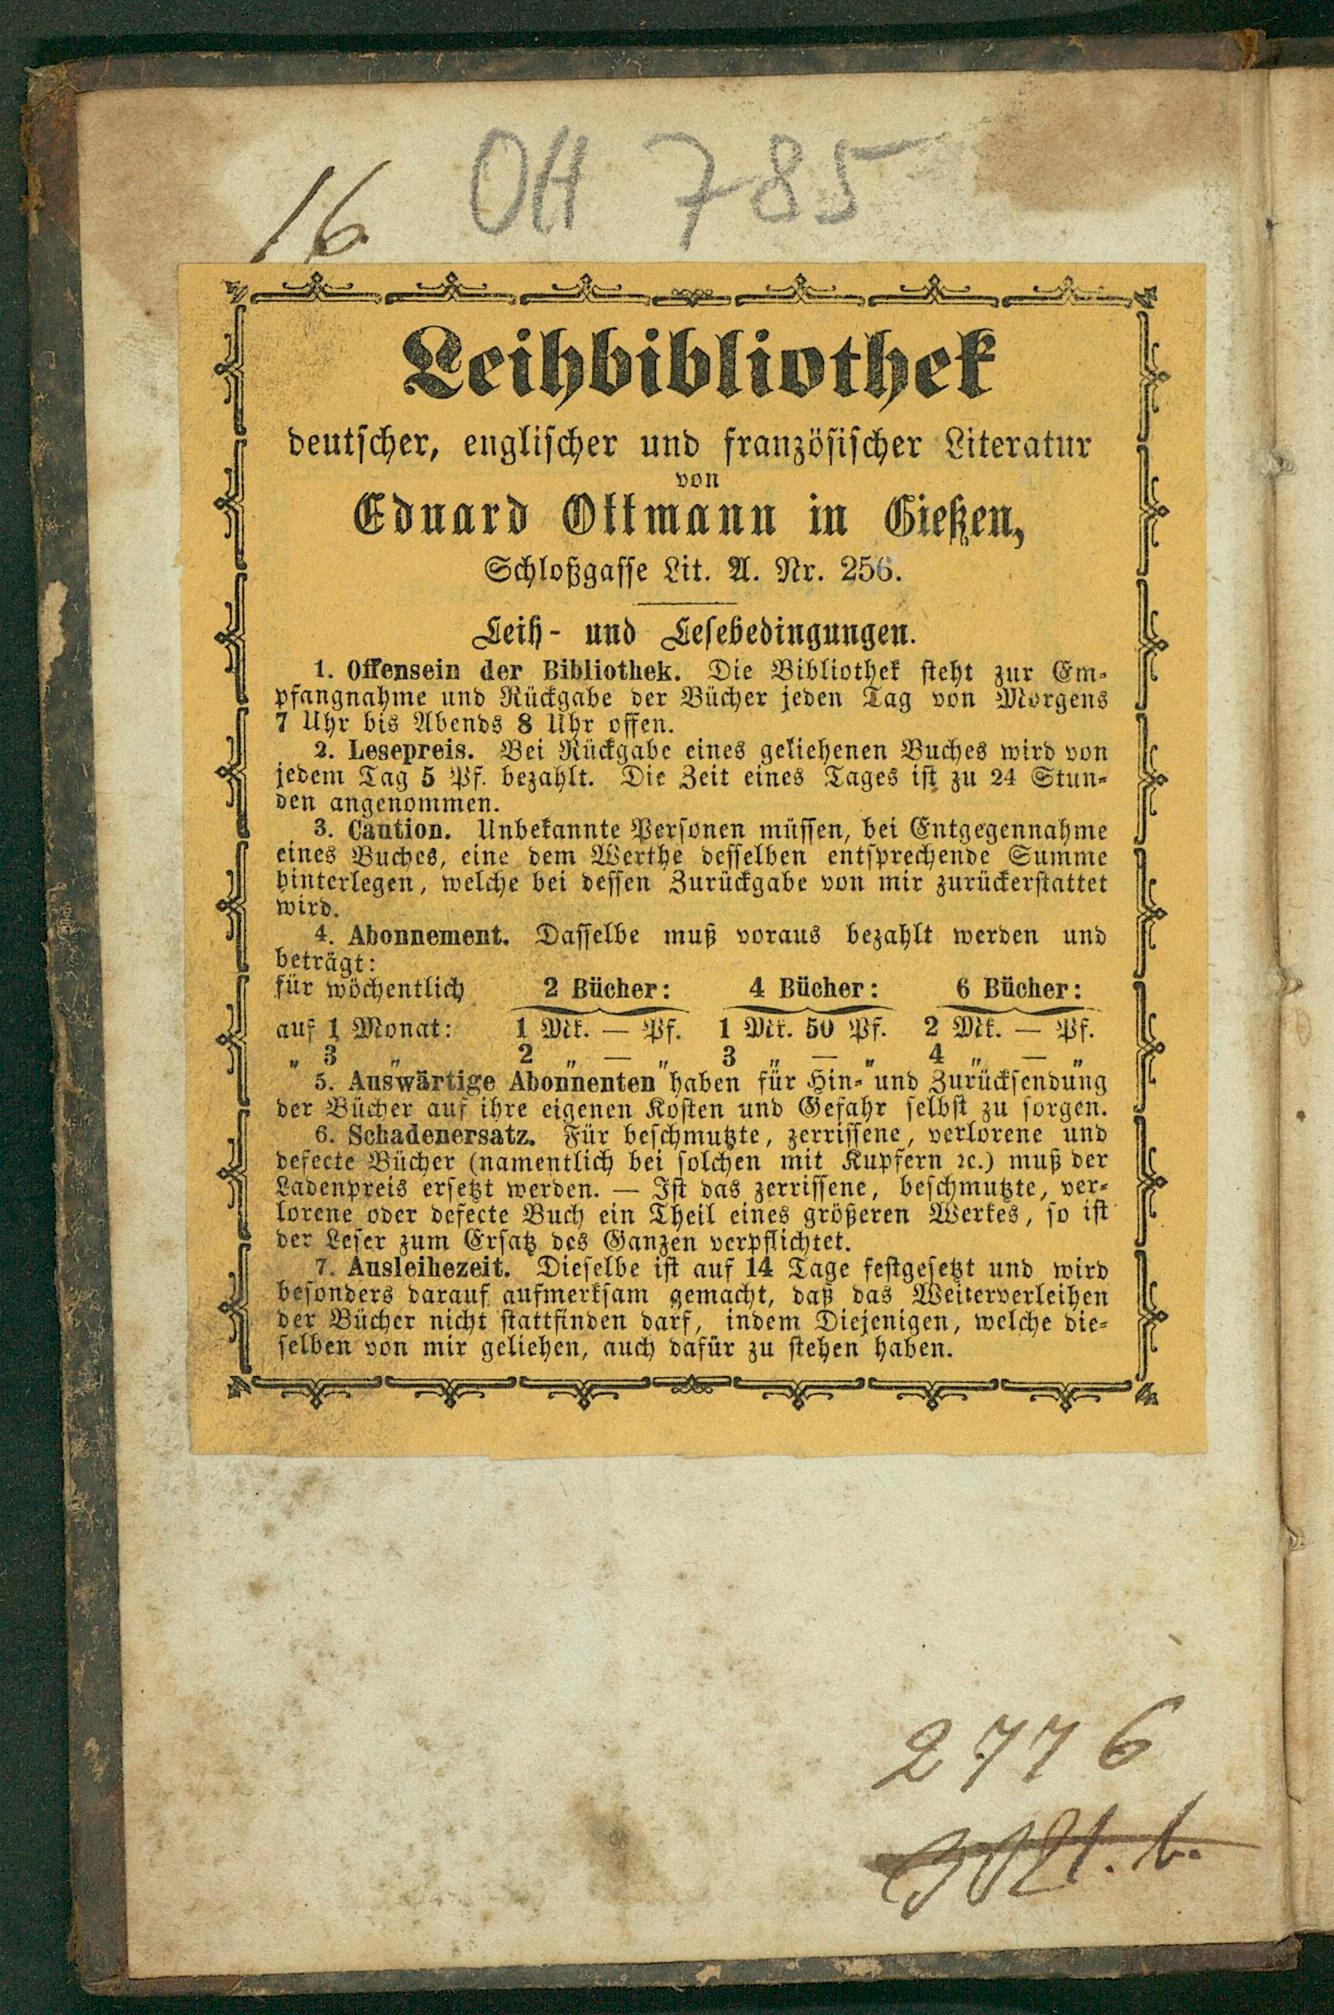 OH 785
16
Leihbibliothek
deutscher, englischer und französischer Literatur
von
Eduard Ottmann in Gießen,
Schloßgasse Lit. A. Nr. 256.
Leih- und Lesebedingungen.
1. Offensein der Bibliothek. Die Bibliothek steht zur Em-
pfangnahme und Rückgabe der Bücher jeden Tag von Morgens
7 Uhr bis Abends 8 Uhr offen.
2. Lesepreis. Bei Rückgabe eines geliehenen Buches wird von
jedem Tag 5 Pf. bezahlt. Die Zeit eines Tages ist zu 24 Stun-
den angenommen.
3. Caution. Unbekannte Personen müssen, bei Entgegennahme
eines Buches, eine dem Werthe desselben entsprechende Summe
hinterlegen, welche bei dessen Zurückgabe von mir zurückerstattet
wird.
4. Abonnement. Dasselbe muß voraus bezahlt werden und
beträgt:
für wöchentlich 2 Bücher: 4 Bücher: 6 Bücher:
auf 1 Monat: 1 Mk. — Pf. 1 Mk. 50 Pf. 2 Mk. — Pf.
„ 3 „ 2 „ — „ 3 „ — „ 4 „ — „
5. Auswärtige Abonnenten haben für Hin- und Zurücksendung
der Bücher auf ihre eigenen Kosten und Gefahr selbst zu sorgen.
6. Schadenersatz. Für beschmutzte, zerrissene, verlorene und
defecte Bücher (namentlich bei solchen mit Kupfern ꝛc.) muß der
Ladenpreis ersetzt werden. — Ist das zerrissene, beschmutzte, ver-
lorene oder defecte Buch ein Theil eines größeren Werkes, so ist
der Leser zum Ersatz des Ganzen verpflichtet.
7. Ausleihezeit. Dieselbe ist auf 14 Tage festgesetzt und wird
besonders darauf aufmerksam gemacht, daß das Weiterverleihen
der Bücher nicht stattfinden darf, indem Diejenigen, welche die-
selben von mir geliehen, auch dafür zu stehen haben.
2776